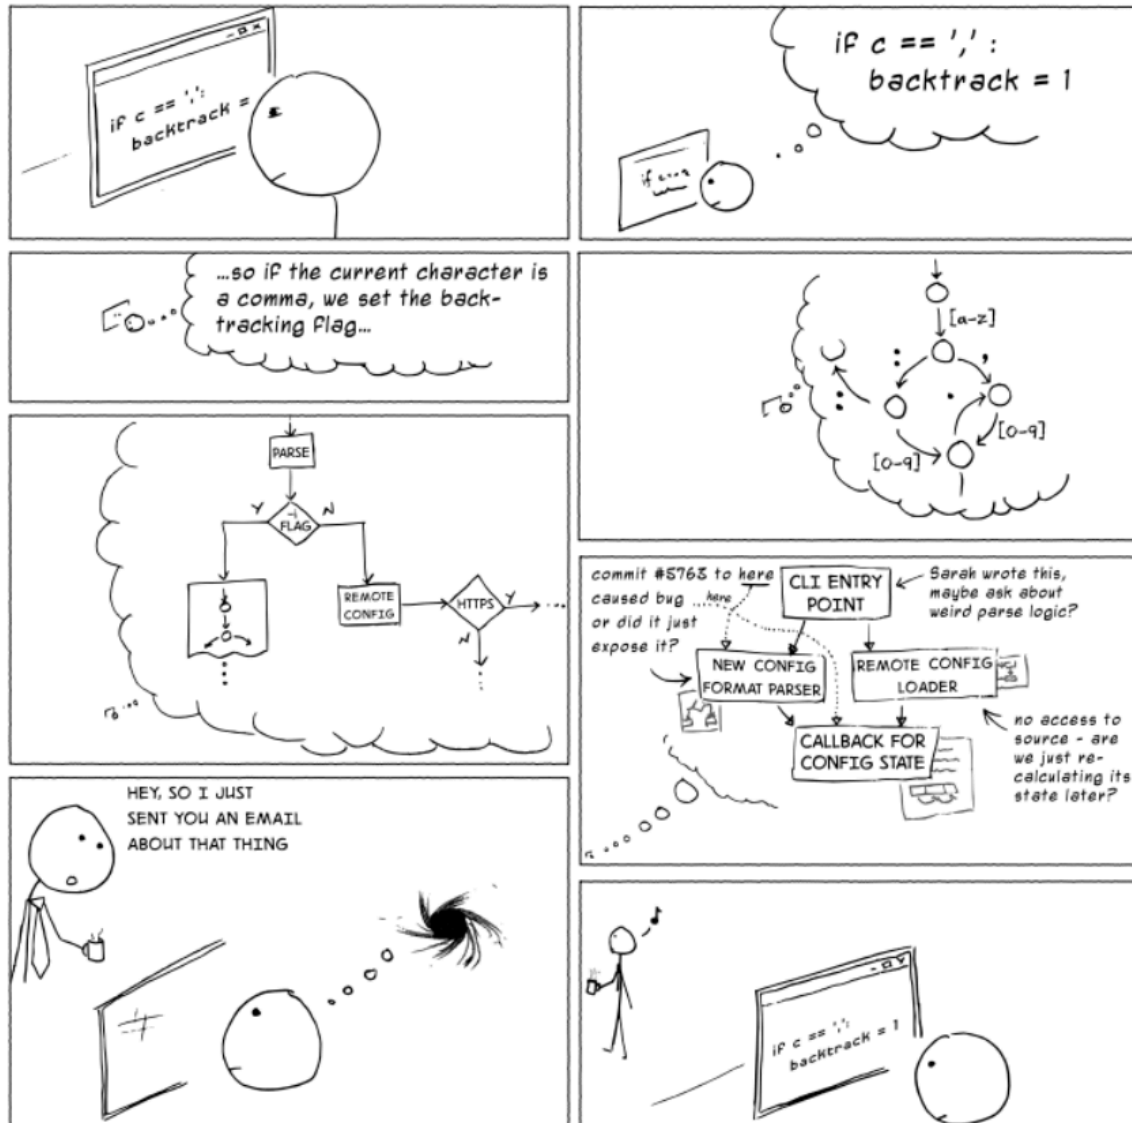 if c == ',':
backtrack =
if c == ',' :
backtrack = 1
...so if the current character is
a comma, we set the back-
tracking flag...
[a-z]
,
[0-9]
[0-9]
PARSE
-i
FLAG
Y
N
REMOTE
CONFIG
HTTPS
Y
N
commit #5763 to here
caused bug
here
or did it just
expose it?
CLI ENTRY
POINT
Sarah wrote this,
maybe ask about
weird parse logic?
NEW CONFIG
FORMAT PARSER
REMOTE CONFIG
LOADER
CALLBACK FOR
CONFIG STATE
no access to
source - are
we just re-
calculating its
state later?
HEY, SO I JUST
SENT YOU AN EMAIL
ABOUT THAT THING
if c == ',':
backtrack = 1